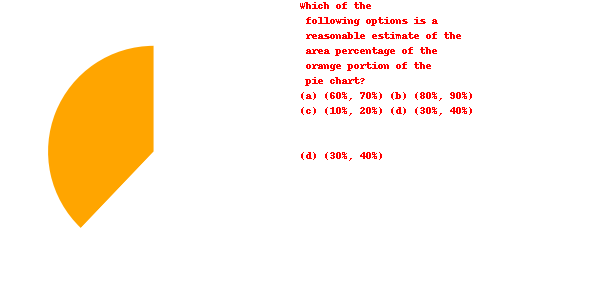 Which of the
following options is a
reasonable estimate of the
area percentage of the
orange portion of the
pie chart?
(a) (60%, 70%) (b) (80%, 90%)
(c) (10%, 20%) (d) (30%, 40%)
(d) (30%, 40%)